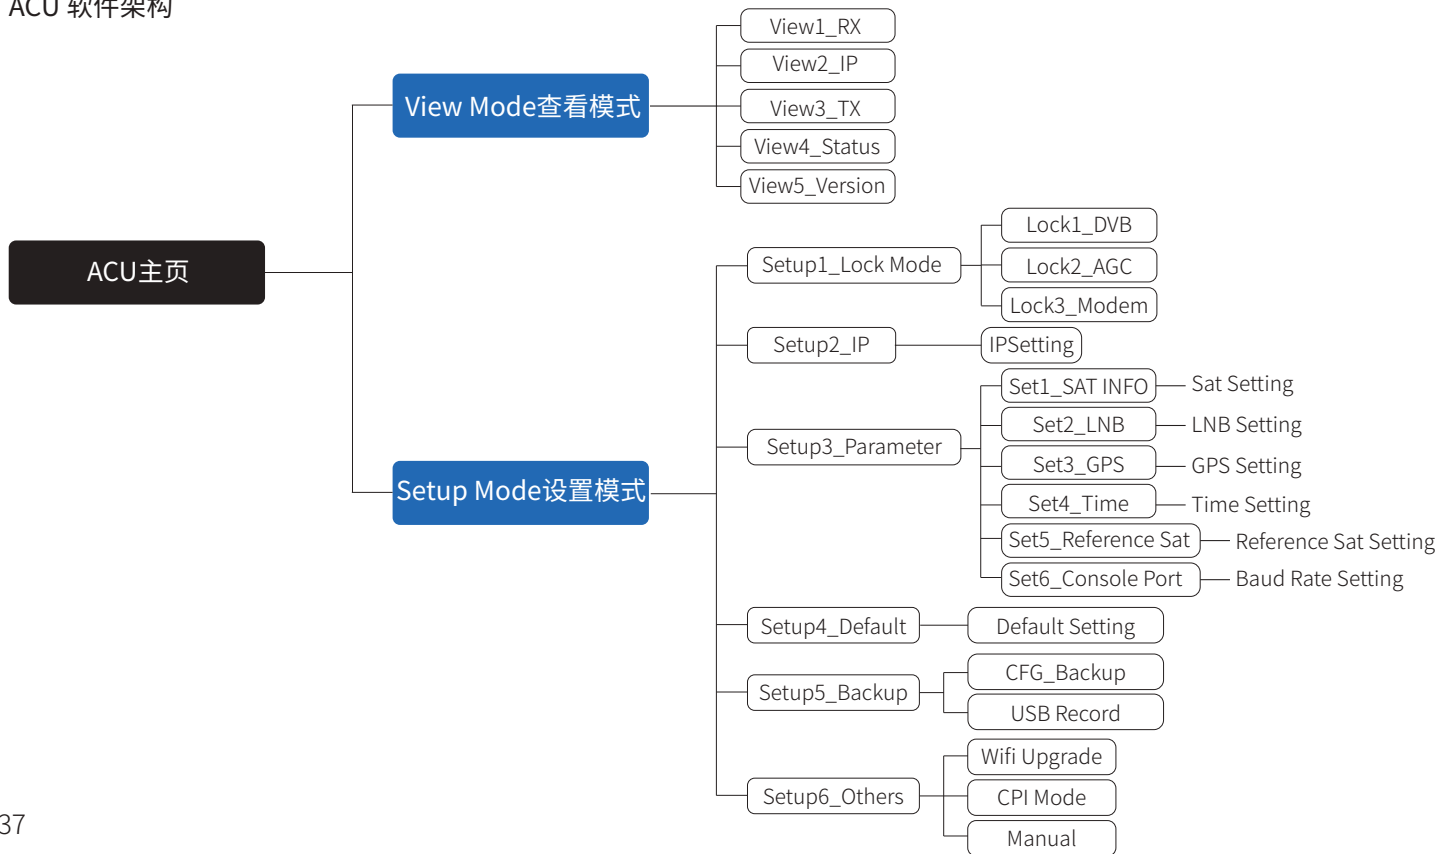 ACU 软件架构
ACU主页
View Mode查看模式
View1_RX
View2_IP
View3_TX
View4_Status
View5_Version
Setup Mode设置模式
Setup1_Lock Mode
Lock1_DVB
Lock2_AGC
Lock3_Modem
Setup2_IP
IPSetting
Setup3_Parameter
Set1_SAT INFO
Sat Setting
Set2_LNB
LNB Setting
Set3_GPS
GPS Setting
Set4_Time
Time Setting
Set5_Reference Sat
Reference Sat Setting
Set6_Console Port
Baud Rate Setting
Setup4_Default
Default Setting
Setup5_Backup
CFG_Backup
USB Record
Setup6_Others
Wifi Upgrade
CPI Mode
Manual
37